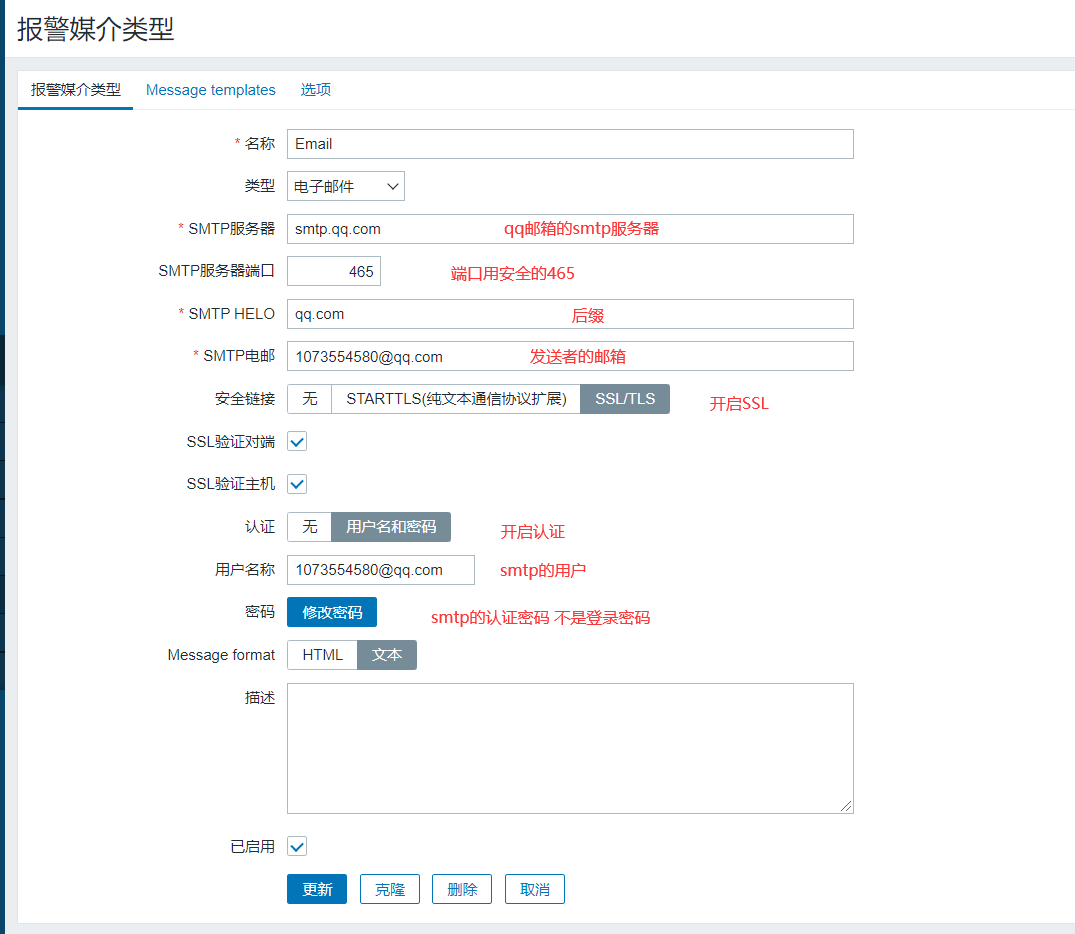 报警媒介类型
报警媒介类型 Message templates 选项
* 名称 Email
类型 电子邮件
* SMTP服务器 smtp.qq.com qq邮箱的smtp服务器
SMTP服务器端口 465 端口用安全的465
* SMTP HELO qq.com 后缀
* SMTP电邮 1073554580@qq.com 发送者的邮箱
安全链接 无 STARTTLS(纯文本通信协议扩展) SSL/TLS 开启SSL
SSL验证对端
SSL验证主机
认证 无 用户名和密码 开启认证
用户名称 1073554580@qq.com smtp的用户
密码 修改密码 smtp的认证密码 不是登录密码
Message format HTML 文本
描述
已启用
更新 克隆 删除 取消